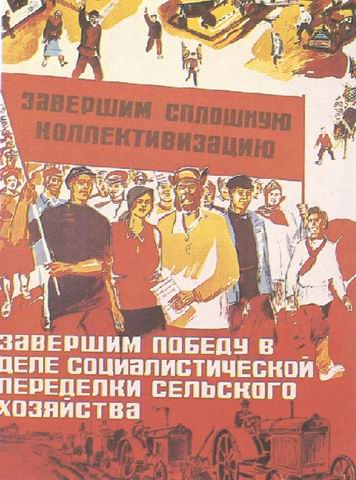 ЗАВЕРШИМ СПЛОШНУЮ
КОЛЛЕКТИВИЗАЦИЮ
ЗАВЕРШИМ ПОБЕДУ В
ДЕЛЕ СОЦИАЛИСТИЧЕСКОЙ
ПЕРЕДЕЛКИ СЕЛЬСКОГО
ХОЗЯЙСТВА